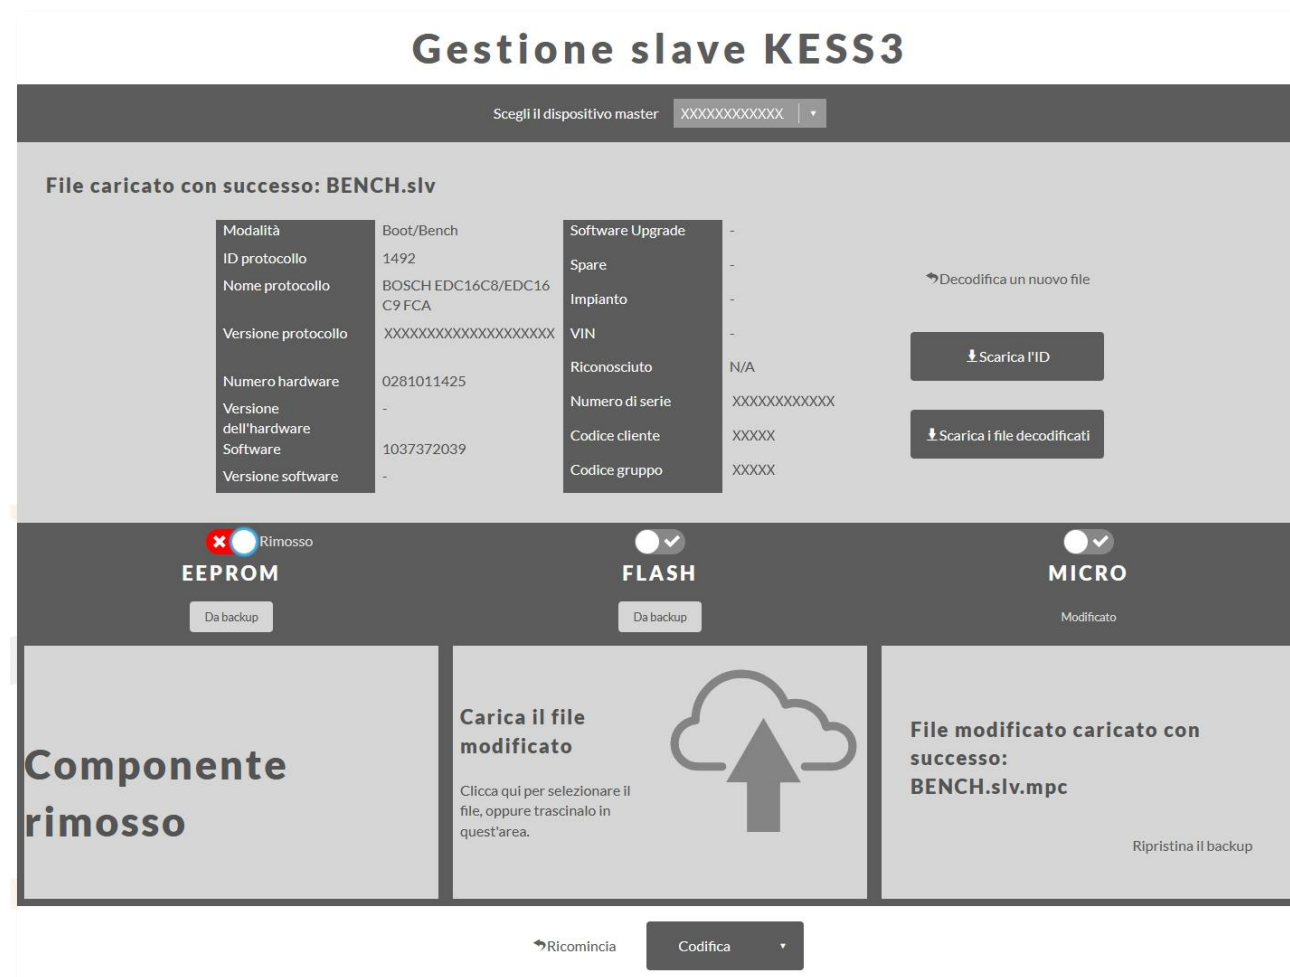 Gestione slave KESS3
Scegli il dispositivo master XXXXXXXXXXXX
File caricato con successo: BENCH.slv
Modalità Boot/Bench
ID protocollo 1492
Nome protocollo BOSCH EDC16C8/EDC16
C9 FCA
Versione protocollo XXXXXXXXXXXXXXXXXXXX
Numero hardware 0281011425
Versione -
dell'hardware
Software 1037372039
Versione software -
Software Upgrade -
Spare -
Impianto -
VIN -
Riconosciuto N/A
Numero di serie XXXXXXXXXXXX
Codice cliente XXXXX
Codice gruppo XXXXX
Decodifica un nuovo file
Scarica l'ID
Scarica i file decodificati
Rimosso
EEPROM
Da backup
Componente
rimosso
FLASH
Da backup
Carica il file
modificato
Clicca qui per selezionare il
file, oppure trascinalo in
quest'area.
MICRO
Modificato
File modificato caricato con
successo:
BENCH.slv.mpc
Ripristina il backup
Ricomincia
Codifica